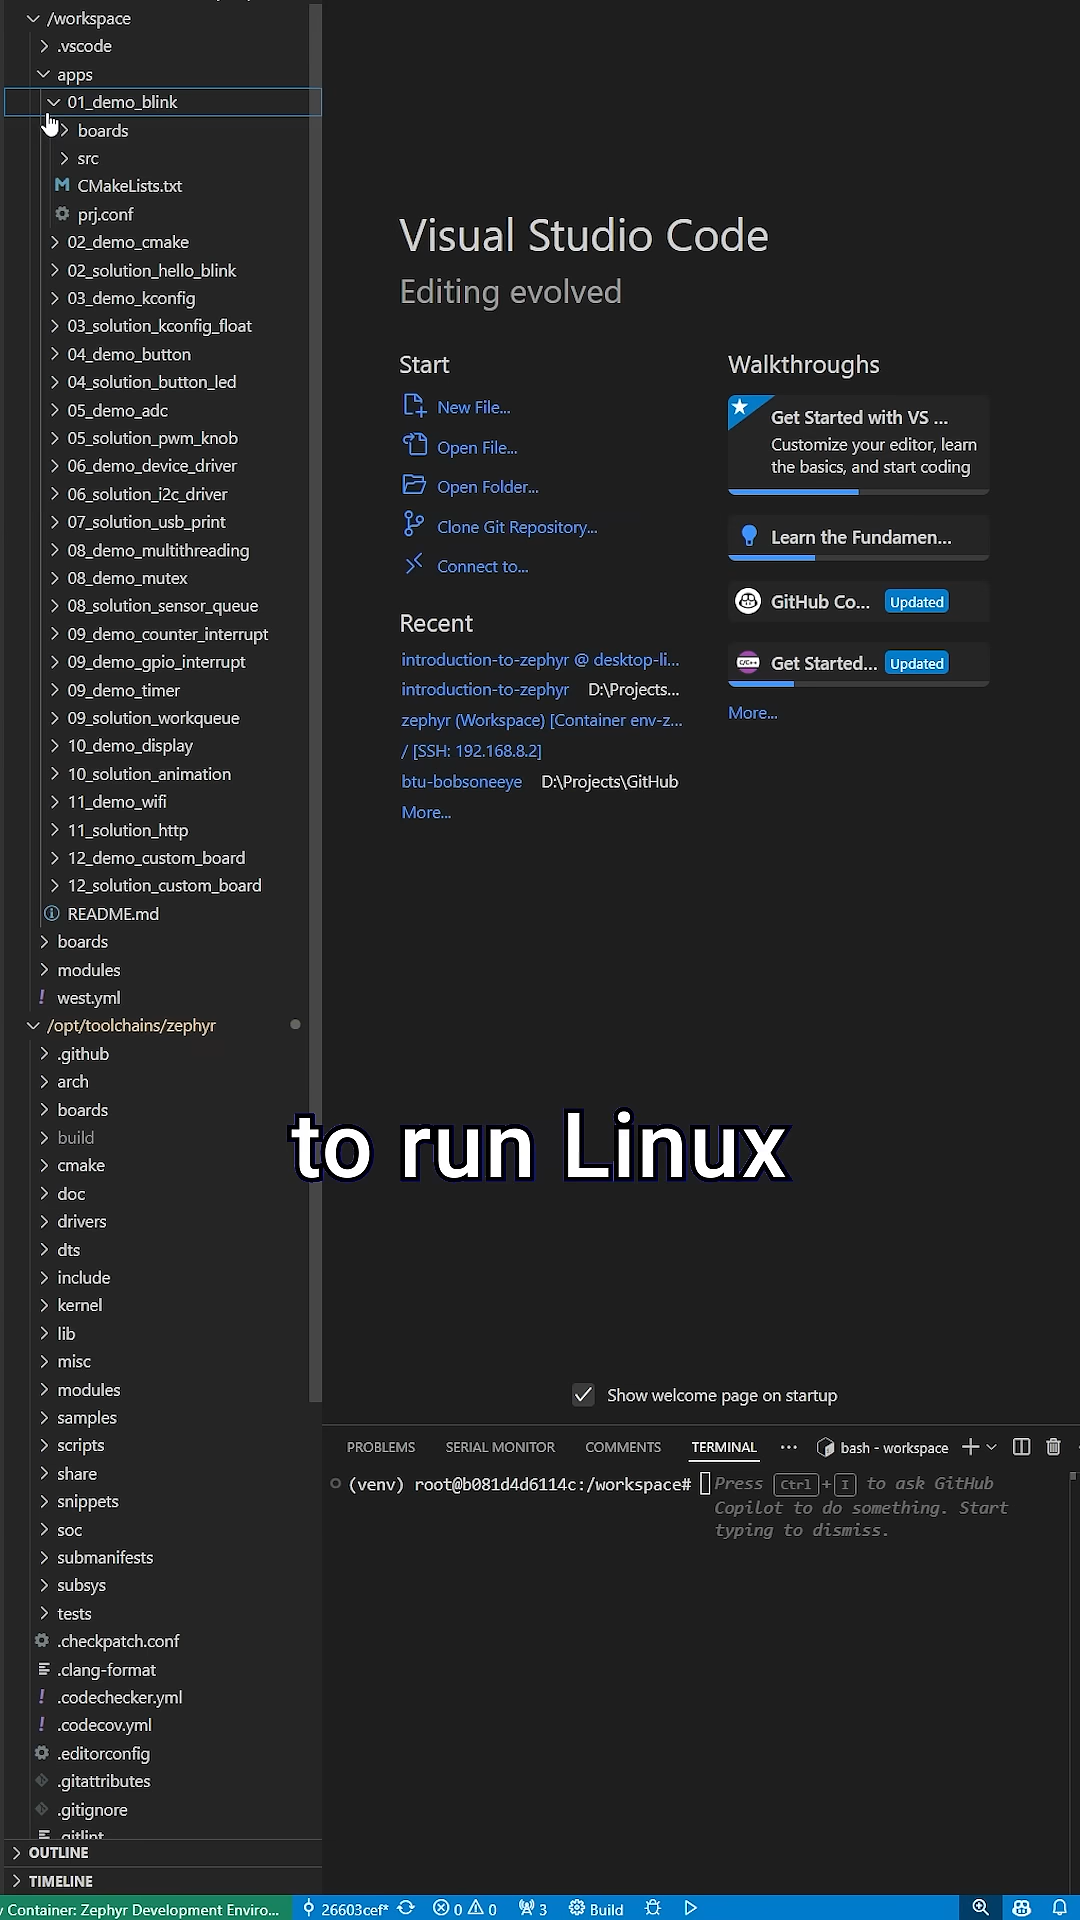 /workspace
.vscode
apps
01_demo_blink
boards
src
CMakeLists.txt
prj.conf
02_demo_cmake
02_solution_hello_blink
03_demo_kconfig
03_solution_kconfig_float
04_demo_button
04_solution_button_led
05_demo_adc
05_solution_pwm_knob
06_demo_device_driver
06_solution_i2c_driver
07_solution_usb_print
08_demo_multithreading
08_demo_mutex
08_solution_sensor_queue
09_demo_counter_interrupt
09_demo_gpio_interrupt
09_demo_timer
09_solution_workqueue
10_demo_display
10_solution_animation
11_demo_wifi
11_solution_http
12_demo_custom_board
12_solution_custom_board
README.md
boards
modules
west.yml
/opt/toolchains/zephyr
.github
arch
boards
build
cmake
doc
drivers
dts
include
kernel
lib
misc
modules
samples
scripts
share
snippets
soc
submanifests
subsys
tests
.checkpatch.conf
.clang-format
.codechecker.yml
.codecov.yml
.editorconfig
.gitattributes
.gitignore
.gitlint
OUTLINE
TIMELINE
Visual Studio Code
Editing evolved
Start
New File...
Open File...
Open Folder...
Clone Git Repository...
Connect to...
Recent
introduction-to-zephyr @ desktop-li...
introduction-to-zephyr D:\Projects...
zephyr (Workspace) [Container env-z...
/ [SSH: 192.168.8.2]
btu-bobsoneeye D:\Projects\GitHub
More...
Walkthroughs
Get Started with VS ...
Customize your editor, learn
the basics, and start coding
Learn the Fundamen...
GitHub Co... Updated
Get Started... Updated
More...
to run Linux
Show welcome page on startup
PROBLEMS SERIAL MONITOR COMMENTS TERMINAL ... bash - workspace
(venv) root@b081d4d6114c:/workspace# Press Ctrl+I to ask GitHub
Copilot to do something. Start
typing to dismiss.
Container: Zephyr Development Enviro... 26603cef* 0 0 3 Build